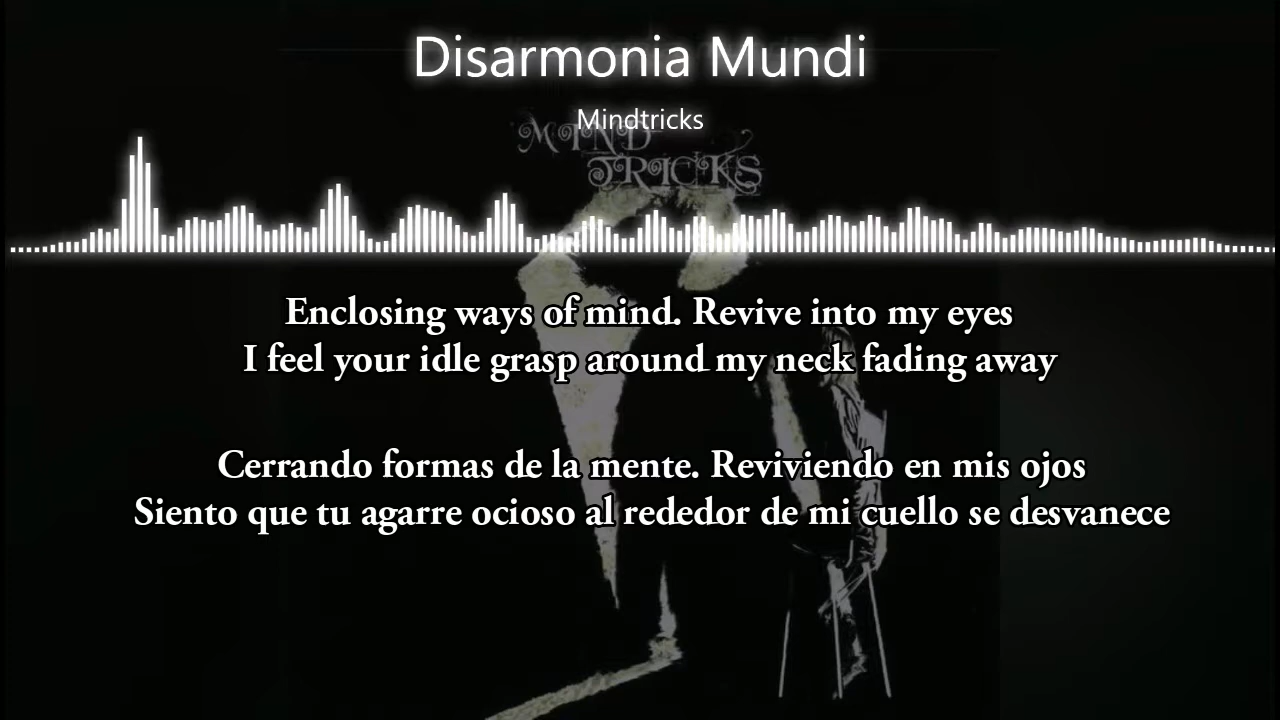 Disarmonia Mundi
Mindtricks
MIND
TRICKS
Enclosing ways of mind. Revive into my eyes
I feel your idle grasp around my neck fading away
Cerrando formas de la mente. Reviviendo en mis ojos
Siento que tu agarre ocioso al rededor de mi cuello se desvanece